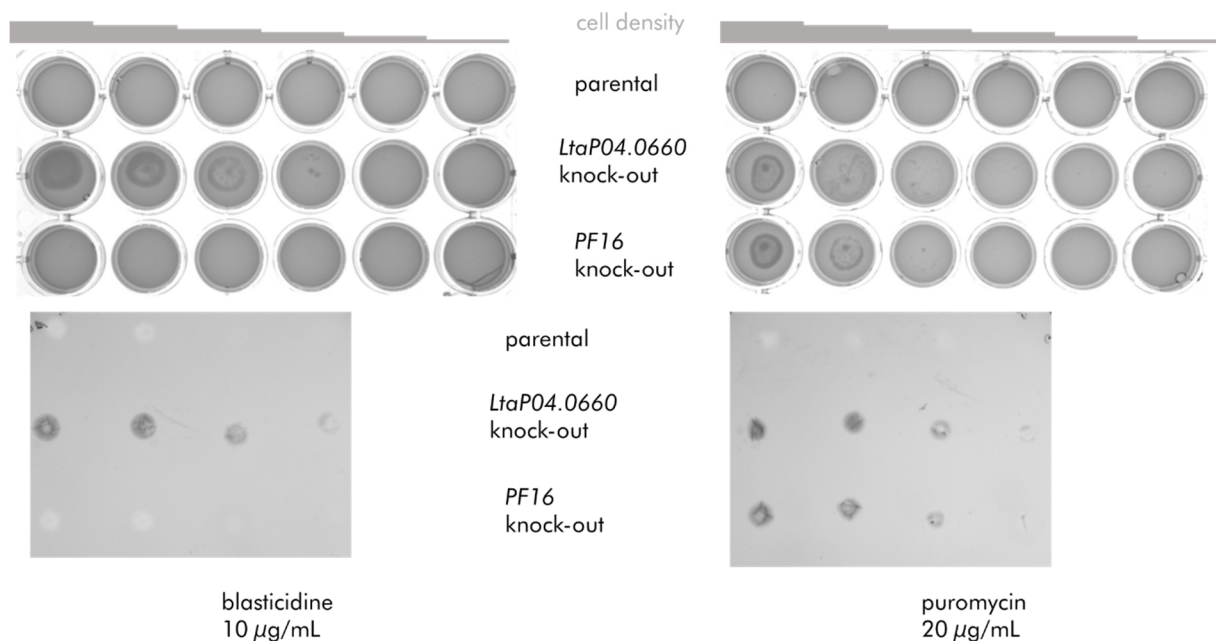 cell density
parental
LtaP04.0660
knock-out
PF16
knock-out
parental
LtaP04.0660
knock-out
PF16
knock-out
blasticidine
10 µg/mL
puromycin
20 µg/mL